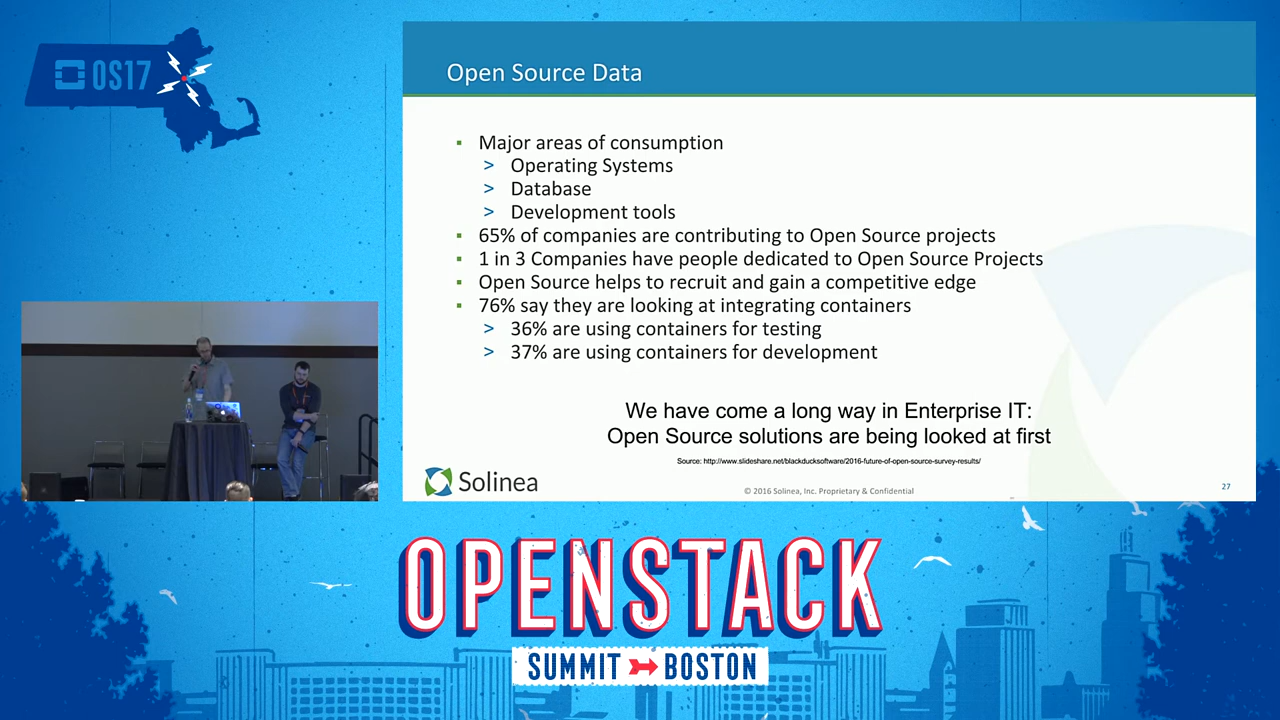 OS17
Open Source Data
▪ Major areas of consumption
> Operating Systems
> Database
> Development tools
▪ 65% of companies are contributing to Open Source projects
▪ 1 in 3 Companies have people dedicated to Open Source Projects
▪ Open Source helps to recruit and gain a competitive edge
▪ 76% say they are looking at integrating containers
> 36% are using containers for testing
> 37% are using containers for development
We have come a long way in Enterprise IT:
Open Source solutions are being looked at first
Source: http://www.slideshare.net/blackducksoftware/2016-future-of-open-source-survey-results/
Solinea
© 2016 Solinea, Inc. Proprietary & Confidential
27
OPENSTACK
SUMMIT BOSTON